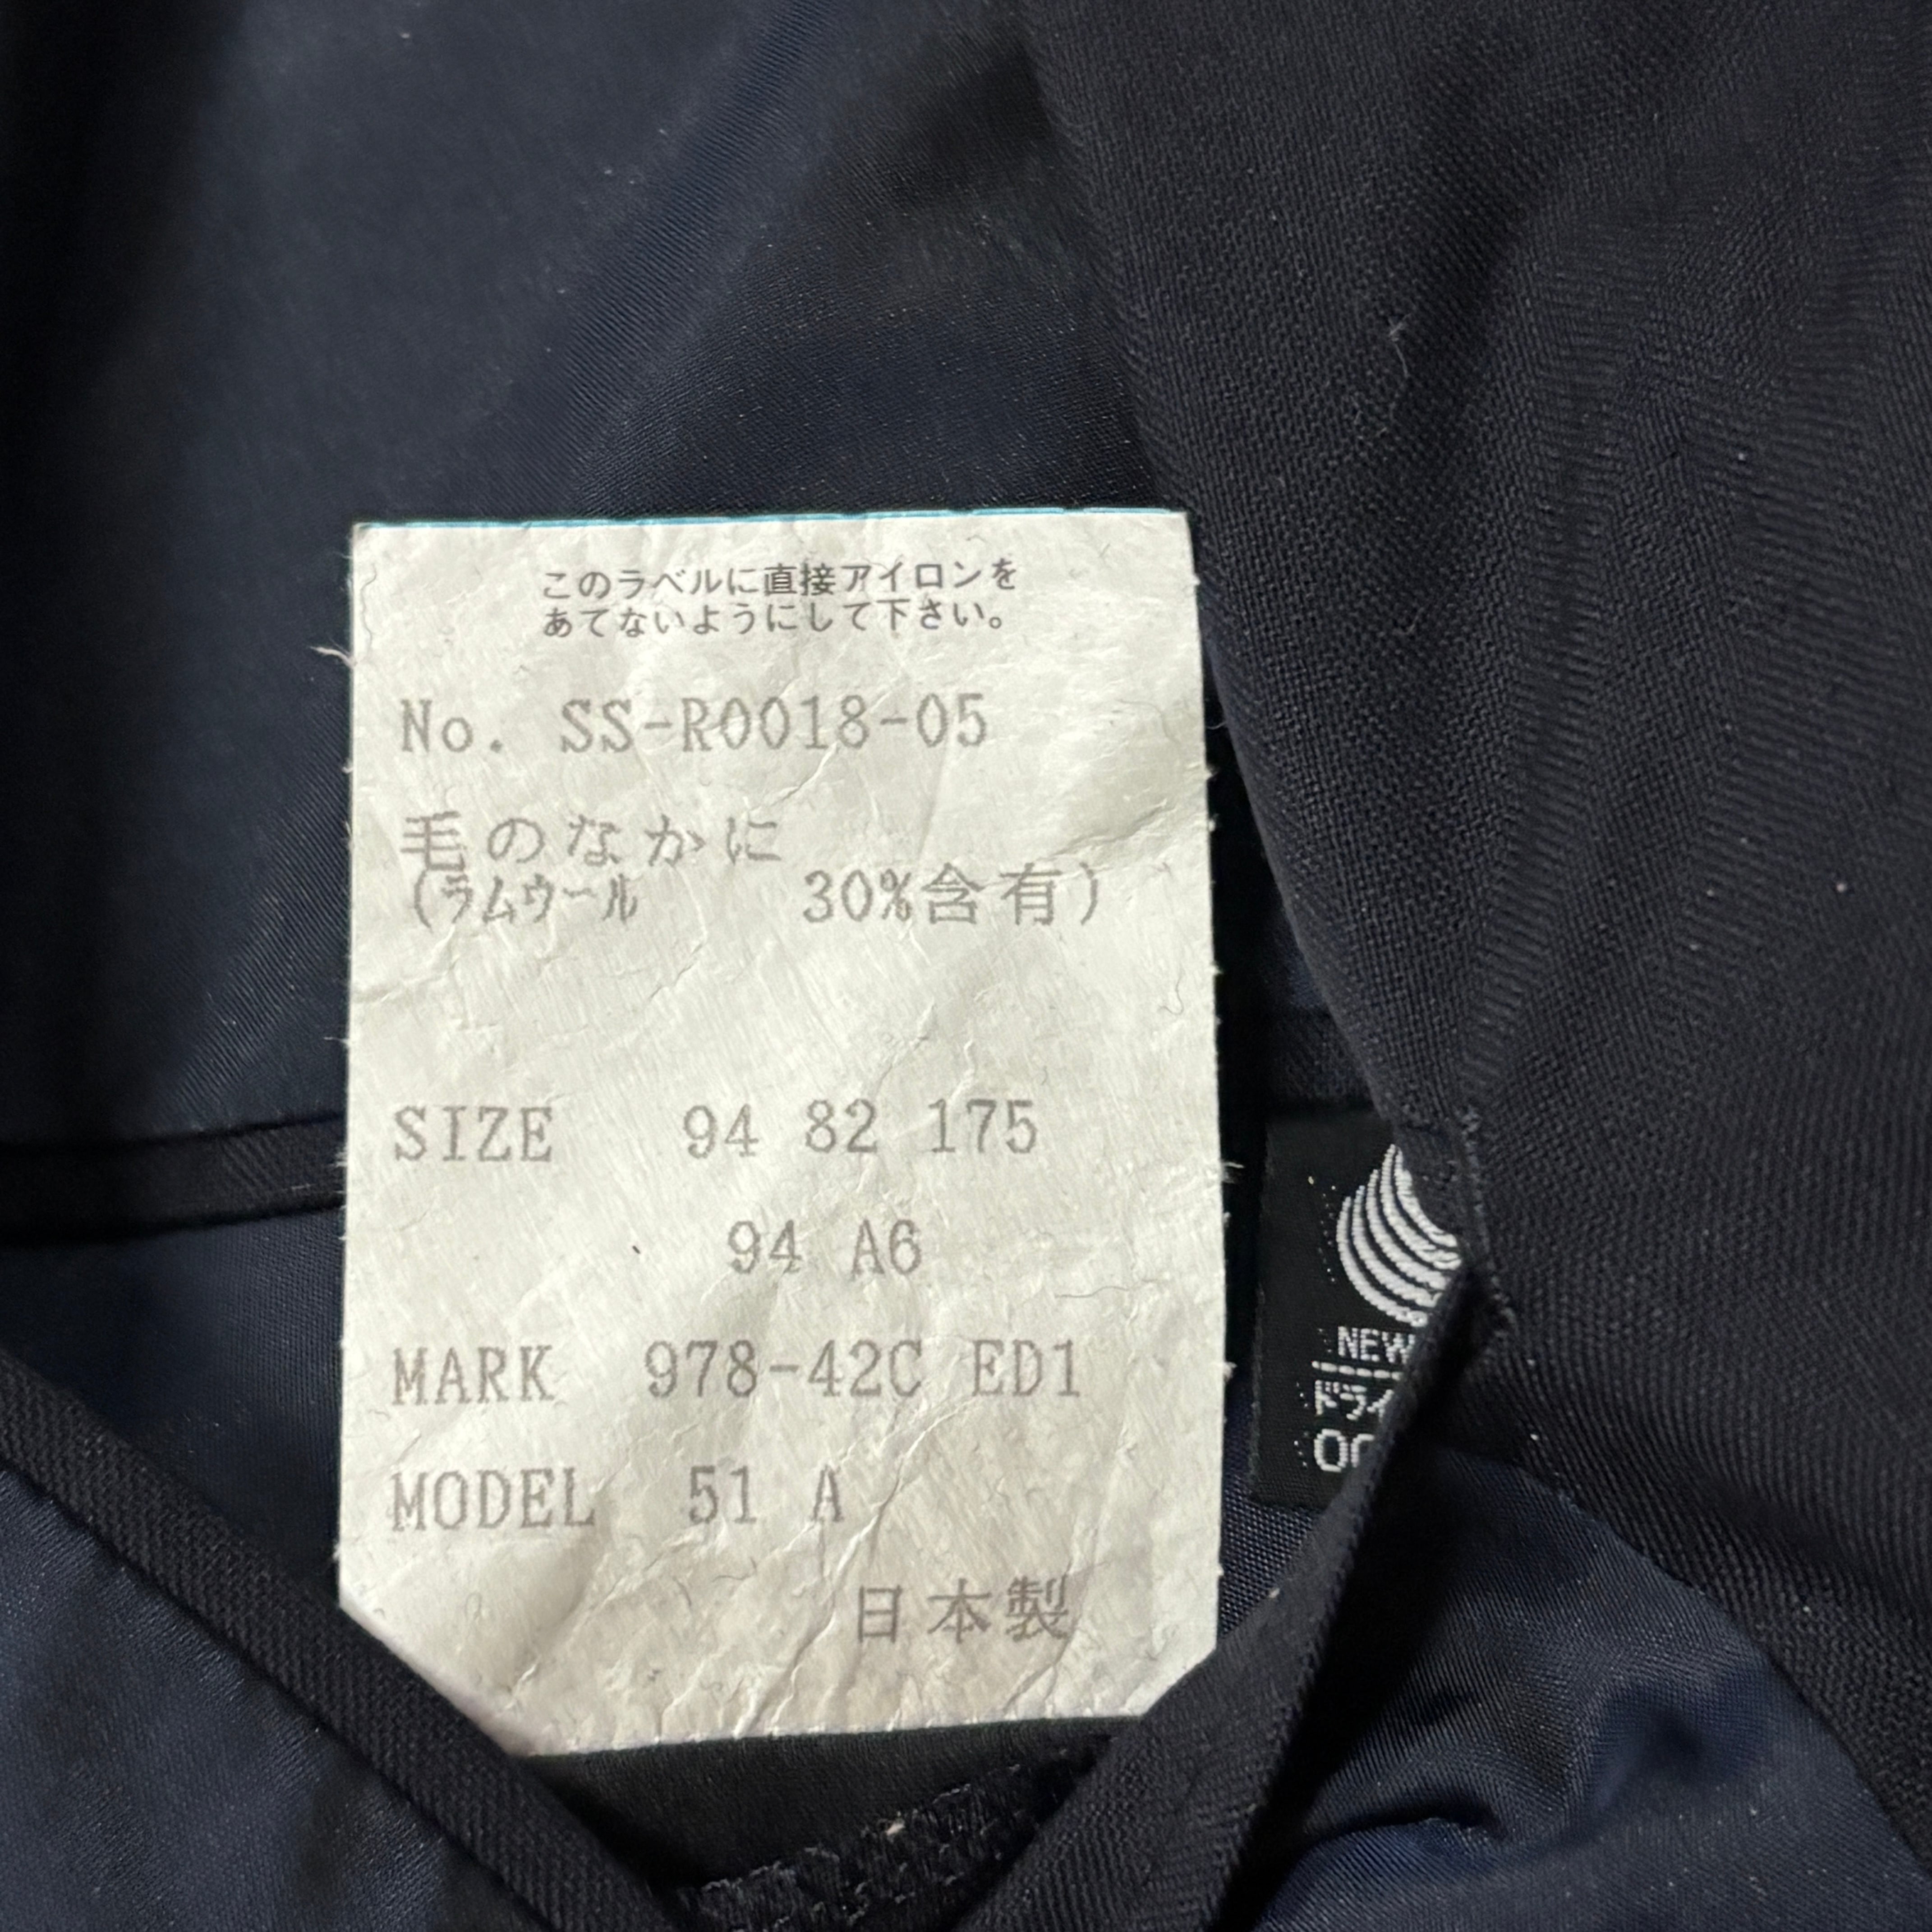 このラベルに直接アイロンを
あてないようにして下さい。
No. SS-R0018-05
毛のなかに
(ラムウール 30%含有)
SIZE 94 82 175
94 A6
MARK 978-42C ED1
MODEL 51 A
日本製
NEW
ドライ